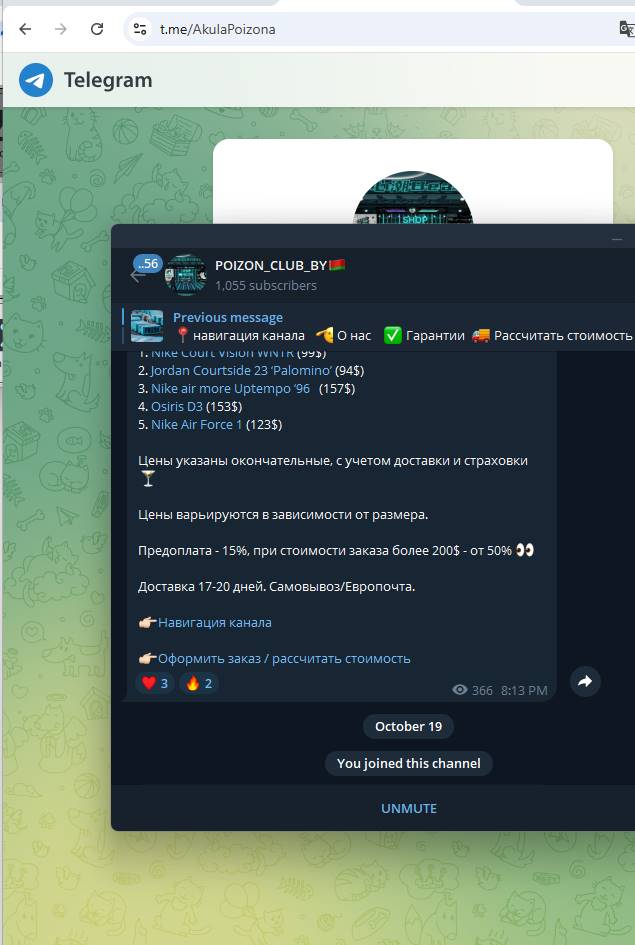 t.me/AkulaPoizona
Telegram
SHOP
..56
POIZON_CLUB_BY
1,055 subscribers
Previous message
📍навигация канала 🫡О нас ✅ Гарантии 🚚 Рассчитать стоимость
1. Nike Court Vision WNTR (99$)
2. Jordan Courtside 23 ‘Palomino’ (94$)
3. Nike air more Uptempo ’96 (157$)
4. Osiris D3 (153$)
5. Nike Air Force 1 (123$)
Цены указаны окончательные, с учетом доставки и страховки
🍸
Цены варьируются в зависимости от размера.
Предоплата - 15%, при стоимости заказа более 200$ - от 50% 👀
Доставка 17-20 дней. Самовывоз/Европочта.
👉🏻Навигация канала
👉🏻Оформить заказ / рассчитать стоимость
❤️ 3 🔥 2
366 8:13 PM
October 19
You joined this channel
UNMUTE